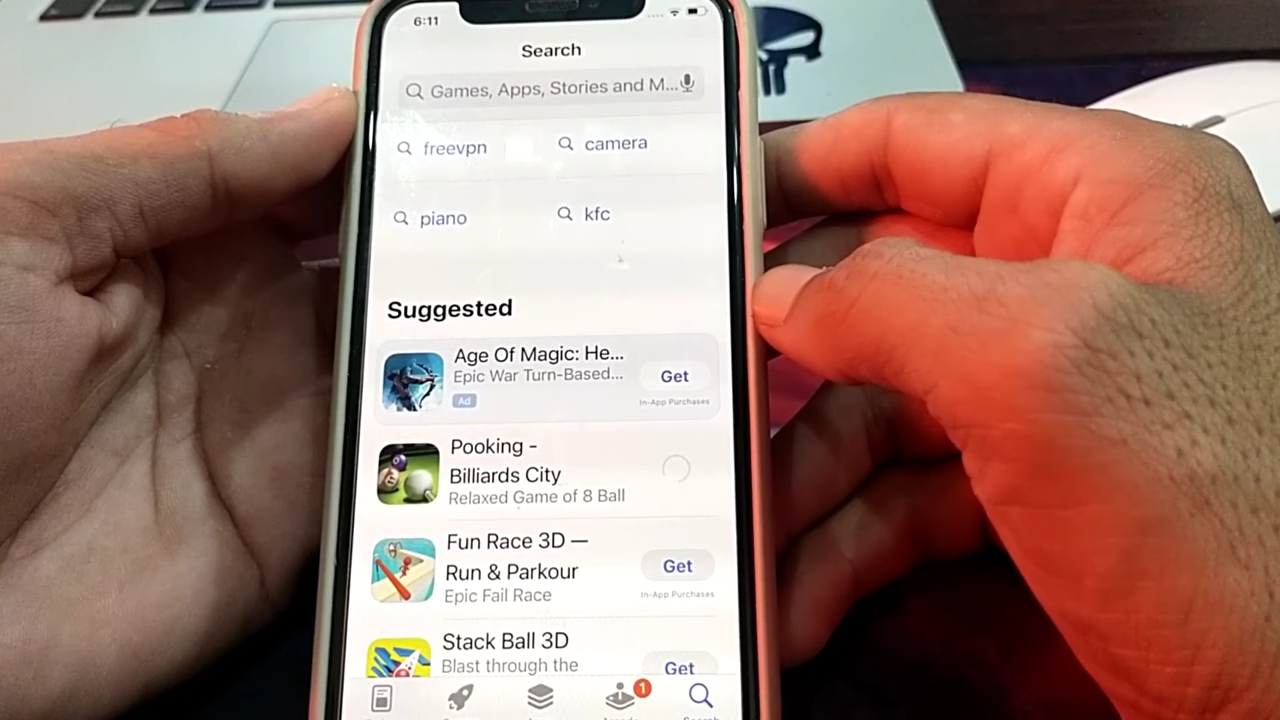 6:11
Search
Games, Apps, Stories and M...
freevpn
camera
piano
kfc
Suggested
Age Of Magic: He...
Epic War Turn-Based...
Ad
Get
In-App Purchases
Pooking -
Billiards City
Relaxed Game of 8 Ball
Fun Race 3D —
Run & Parkour
Epic Fail Race
Get
In-App Purchases
Stack Ball 3D
Blast through the
Get
1